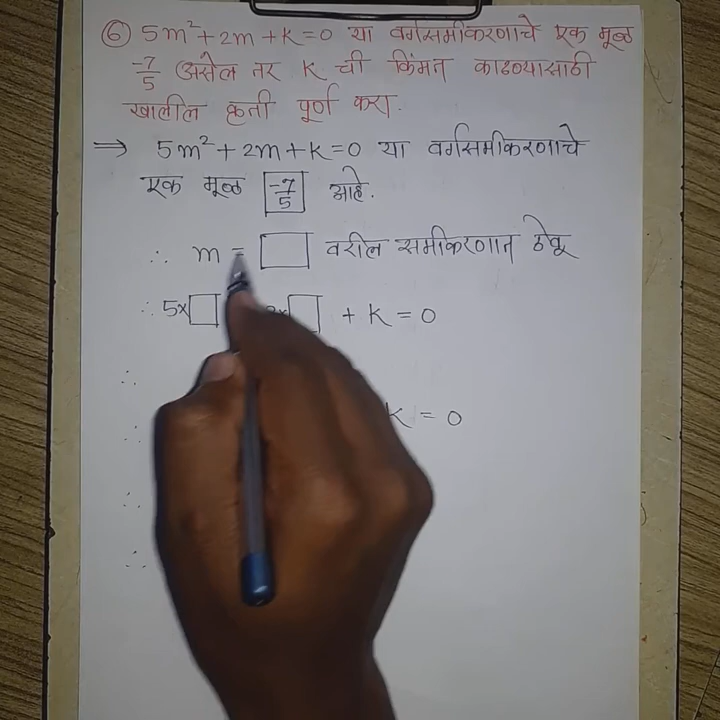 ⑥ 5m²+2m+K=0 या वर्गसमीकरणाचे एक मूळ
-7/5 असेल तर K ची किंमत काढण्यासाठी
खालील कृती पूर्ण करा.
⇒ 5m²+2m+K=0 या वर्गसमीकरणाचे
एक मूळ -7/5 आहे.
∴ m = □ वरील समीकरणात ठेवू
∴ 5×□ □ + K = 0
∴
∴ K = 0
∴
∴